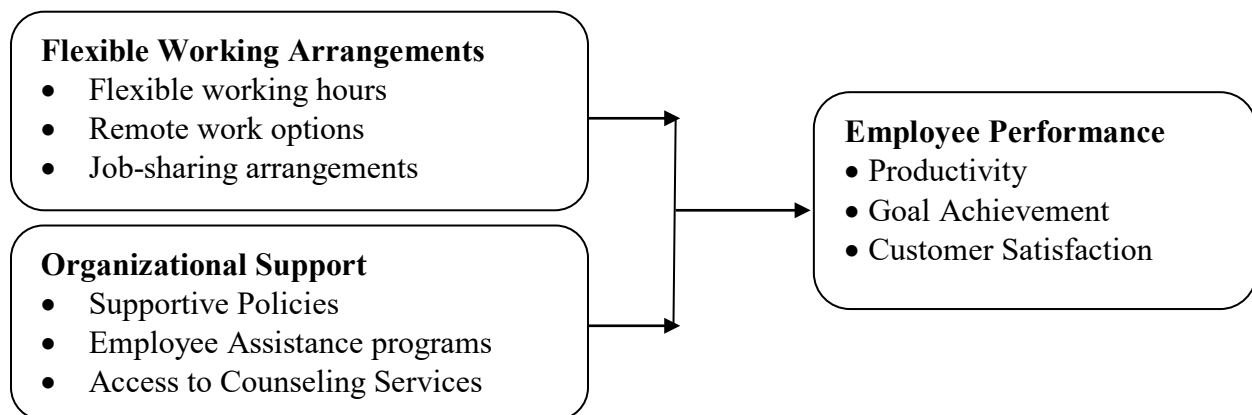 Flexible Working Arrangements
• Flexible working hours
• Remote work options
• Job-sharing arrangements
Organizational Support
• Supportive Policies
• Employee Assistance programs
• Access to Counseling Services
Employee Performance
• Productivity
• Goal Achievement
• Customer Satisfaction